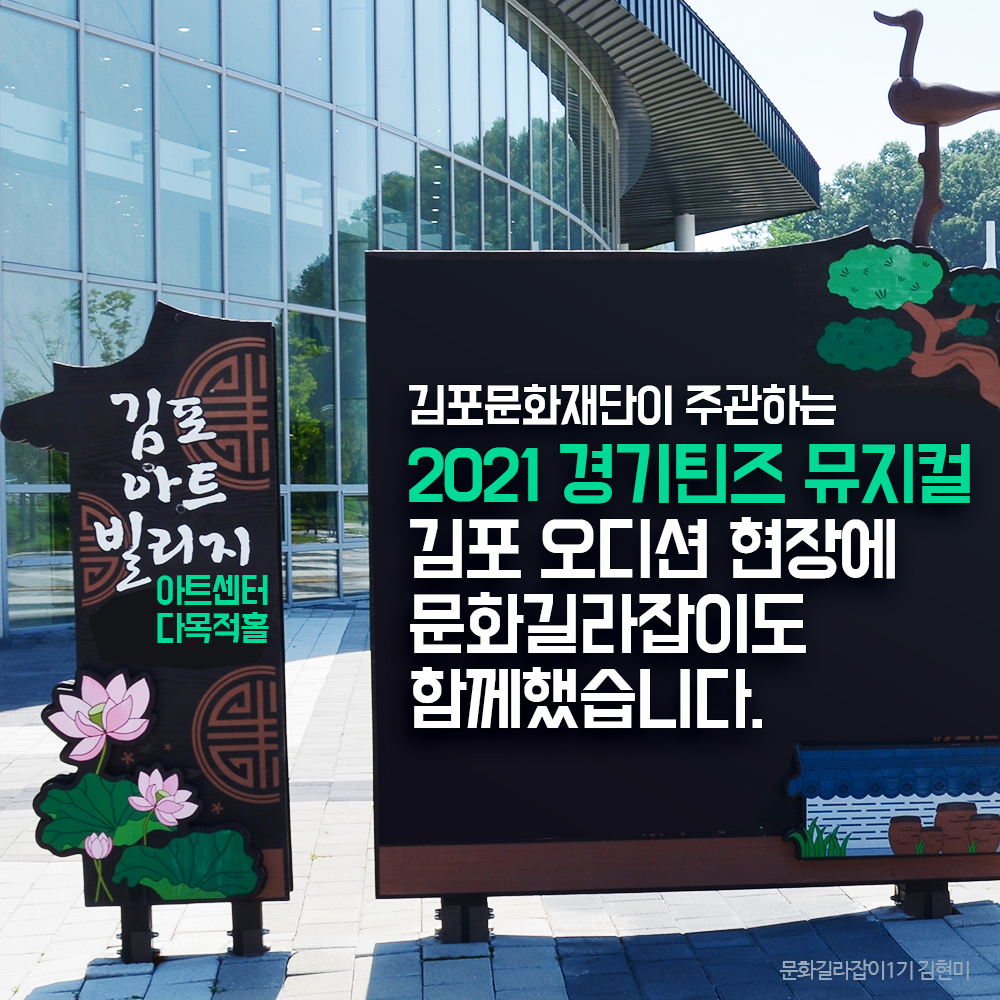 김포
아트
빌리지
아트센터
다목적홀
김포문화재단이 주관하는
2021 경기틴즈 뮤지컬
김포 오디션 현장에
문화길라잡이도
함께했습니다.
문화길라잡이1기 김현미